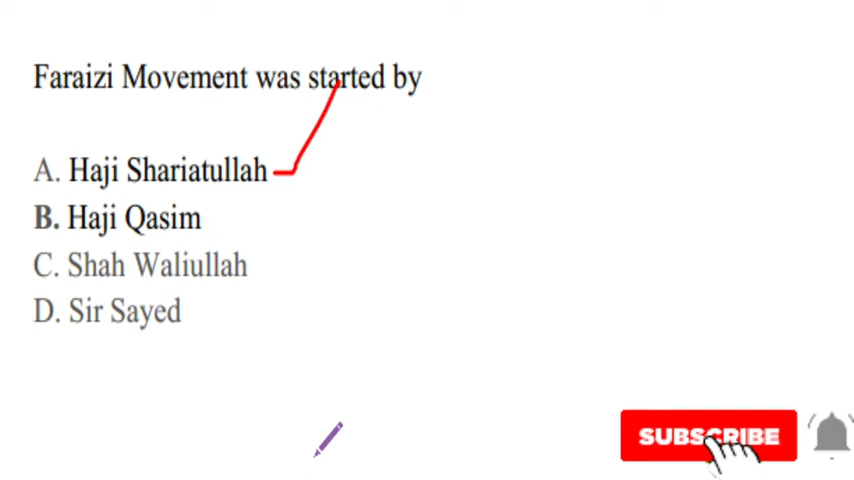 Faraizi Movement was started by
A. Haji Shariatullah
B. Haji Qasim
C. Shah Waliullah
D. Sir Sayed
SUBSCRIBE